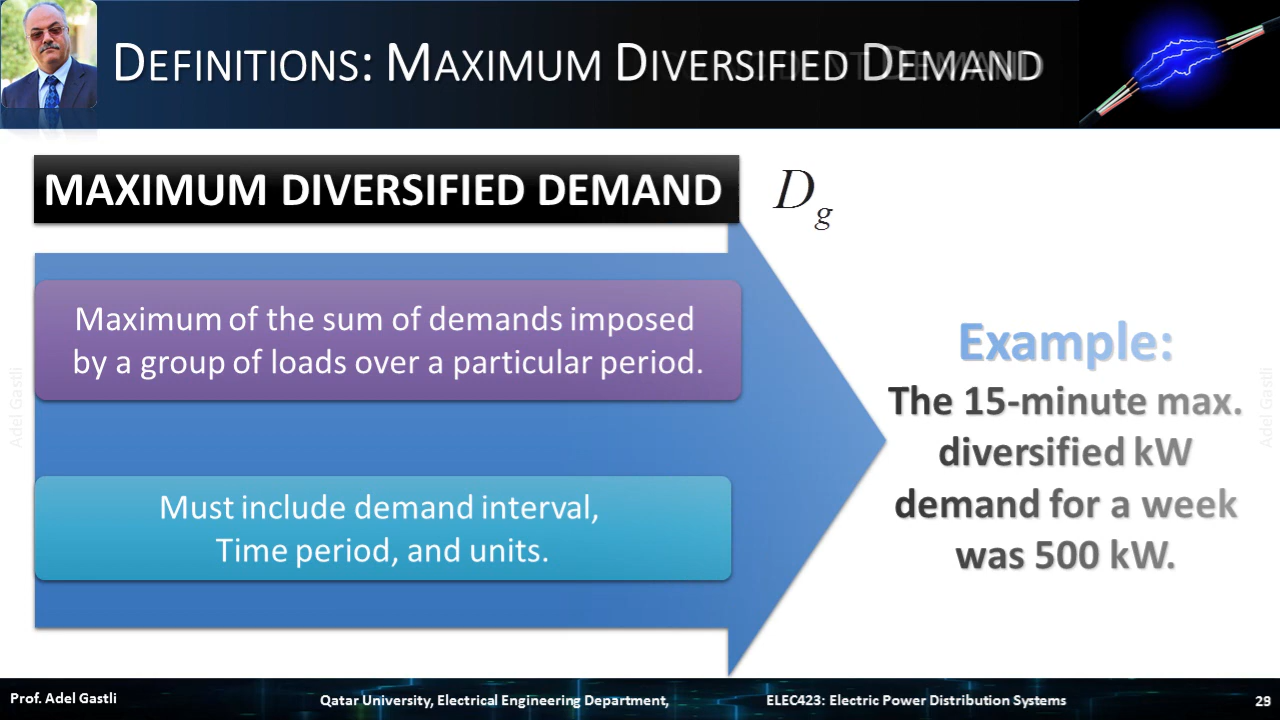 DEFINITIONS: MAXIMUM DIVERSIFIED DEMAND
MAXIMUM DIVERSIFIED DEMAND
D_g
Maximum of the sum of demands imposed
by a group of loads over a particular period.
Must include demand interval,
Time period, and units.
Example:
The 15-minute max.
diversified kW
demand for a week
was 500 kW.
Adel Gastli
Adel Gastli
Prof. Adel Gastli
Qatar University, Electrical Engineering Department,
ELEC423: Electric Power Distribution Systems
29